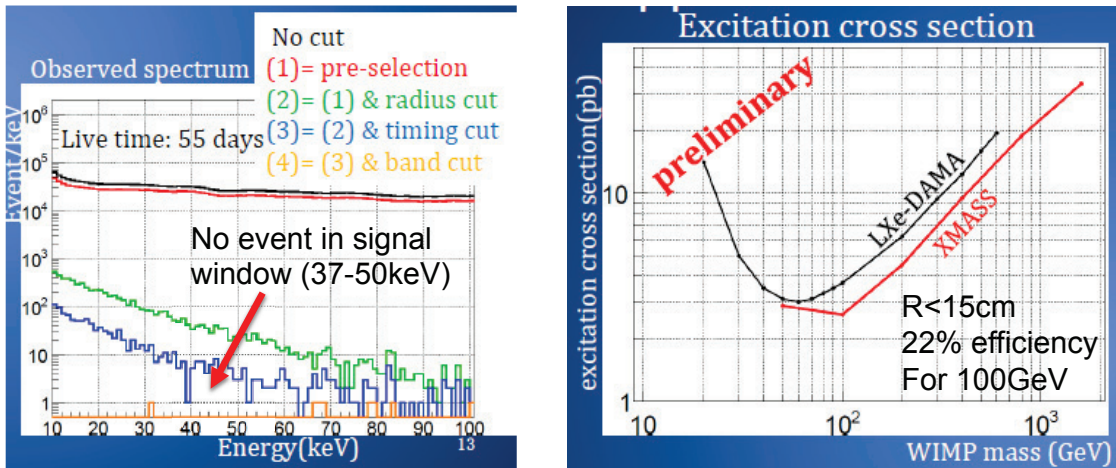 No cut
Observed spectrum
(1)= pre-selection
(2)= (1) & radius cut
(3)= (2) & timing cut
(4)= (3) & band cut
Live time: 55 days
Event/keV
10⁶
10⁵
10⁴
10³
10²
10
1
No event in signal
window (37-50keV)
10 20 30 40 50 60 70 80 90 100
Energy(keV)
13
Excitation cross section
preliminary
excitation cross section(pb)
10
1
LXe-DAMA
XMASS
R<15cm
22% efficiency
For 100GeV
10 10² 10³
WIMP mass (GeV)